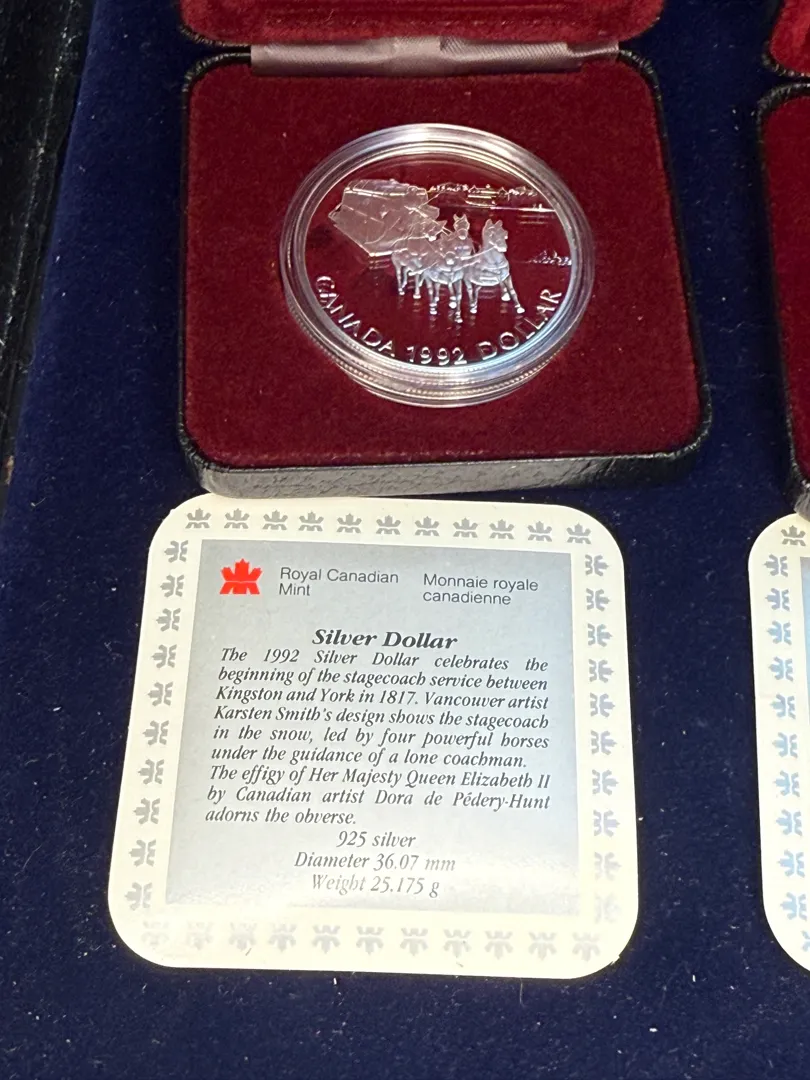 CANADA 1992 DOLLAR
Royal Canadian Mint
Monnaie royale canadienne
Silver Dollar
The 1992 Silver Dollar celebrates the
beginning of the stagecoach service between
Kingston and York in 1817. Vancouver artist
Karsten Smith's design shows the stagecoach
in the snow, led by four powerful horses
under the guidance of a lone coachman.
The effigy of Her Majesty Queen Elizabeth II
by Canadian artist Dora de Pédery-Hunt
adorns the obverse.
925 silver
Diameter 36.07 mm
Weight 25.175 g